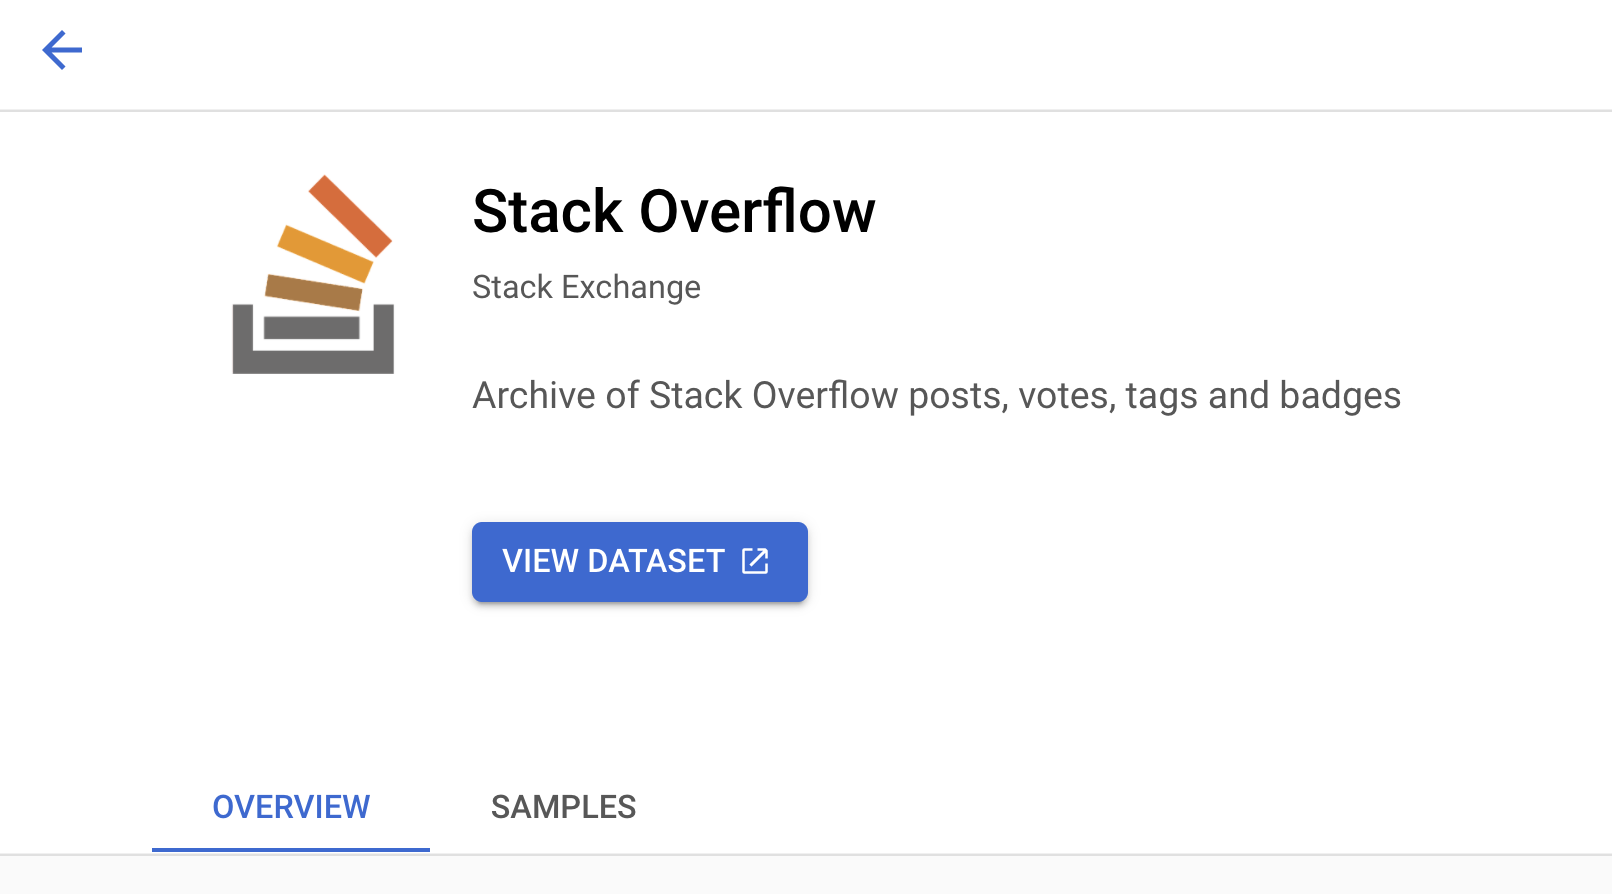 Stack Overflow
Stack Exchange
Archive of Stack Overflow posts, votes, tags and badges
VIEW DATASET
OVERVIEW SAMPLES